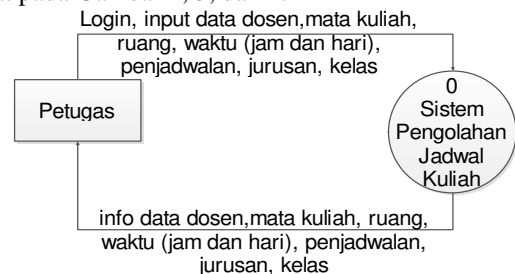 Login, input data dosen,mata kuliah,
ruang, waktu (jam dan hari),
penjadwalan, jurusan, kelas
Petugas
0
Sistem
Pengolahan
Jadwal
Kuliah
info data dosen,mata kuliah, ruang,
waktu (jam dan hari), penjadwalan,
jurusan, kelas